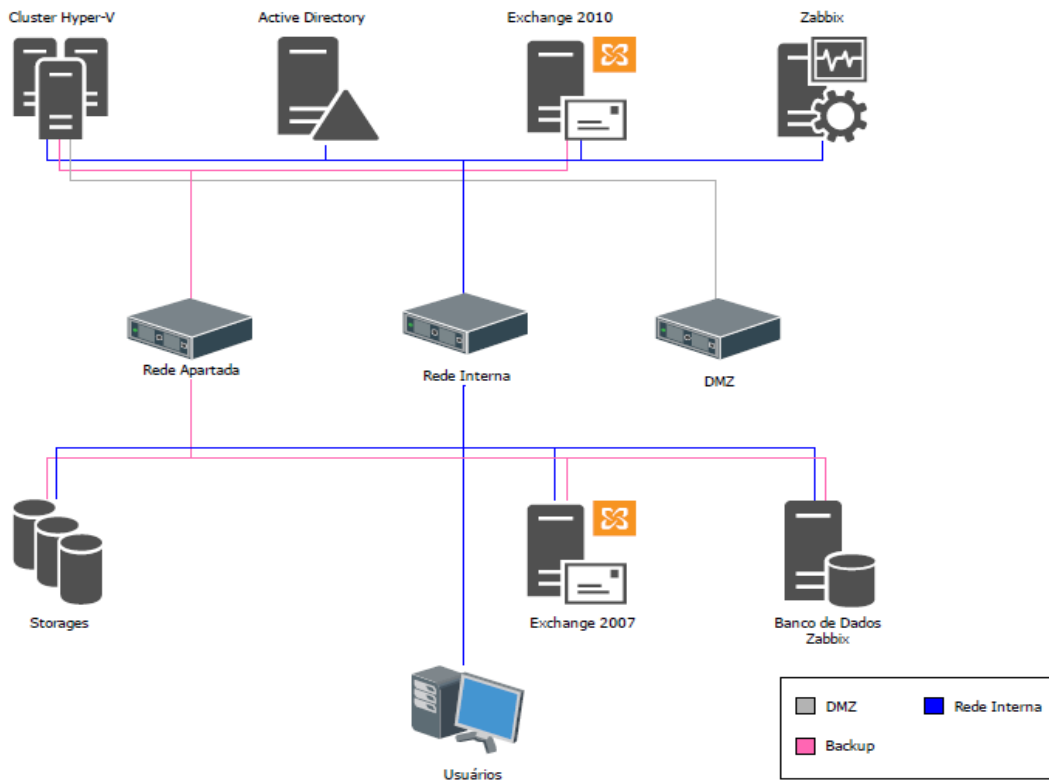 Cluster Hyper-V
Active Directory
Exchange 2010
Zabbix
Rede Apartada
Rede Interna
DMZ
Storages
Exchange 2007
Banco de Dados
Zabbix
Usuários
DMZ
Rede Interna
Backup